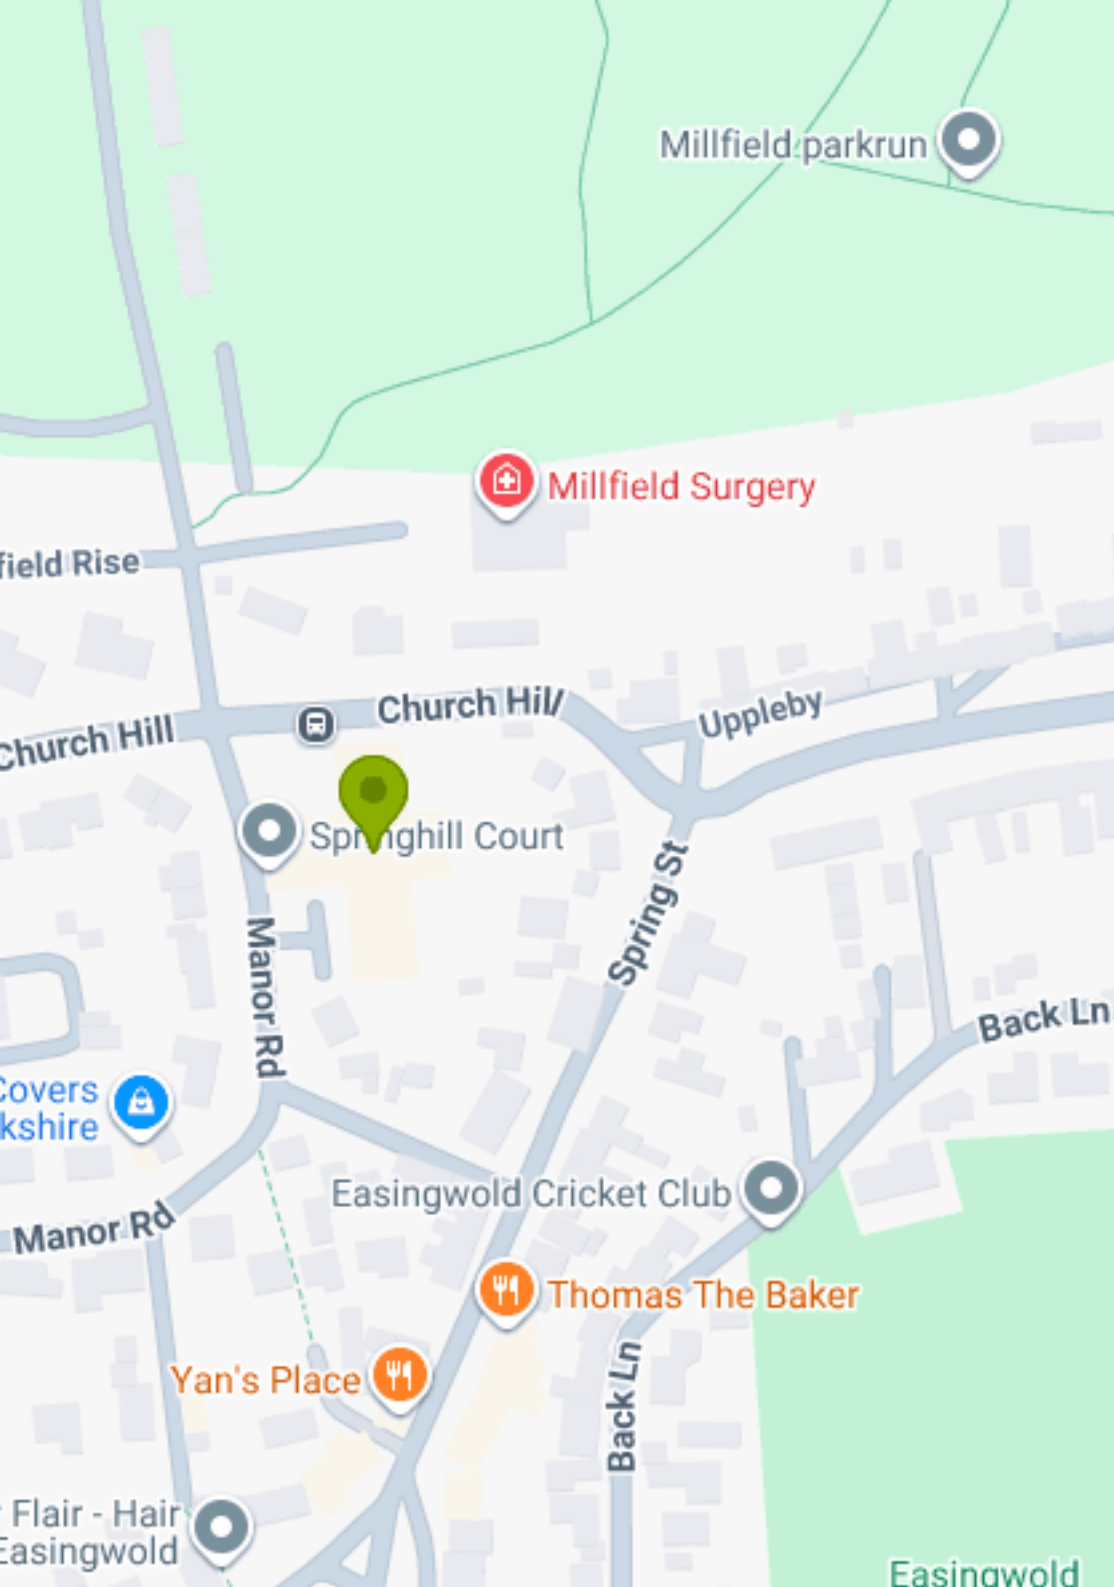 Millfield parkrun
Millfield Surgery
field Rise
Church Hill
Church Hill
Uppleby
Springhill Court
Spring St
Manor Rd
Back Ln
Covers
kshire
Easingwold Cricket Club
Manor Rd
Thomas The Baker
Yan's Place
Back Ln
Flair - Hair
Easingwold
Easingwold